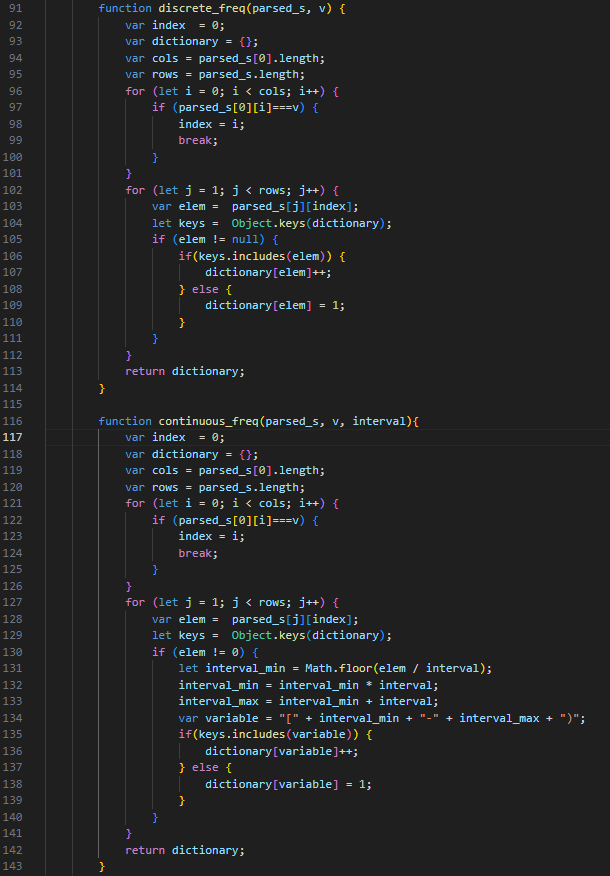 91 function discrete_freq(parsed_s, v) {
92 var index  = 0;
93 var dictionary = {};
94 var cols = parsed_s[0].length;
95 var rows = parsed_s.length;
96 for (let i = 0; i < cols; i++) {
97 if (parsed_s[0][i]===v) {
98 index = i;
99 break;
100 }
101 }
102 for (let j = 1; j < rows; j++) {
103 var elem =  parsed_s[j][index];
104 let keys =  Object.keys(dictionary);
105 if (elem != null) {
106 if(keys.includes(elem)) {
107 dictionary[elem]++;
108 } else {
109 dictionary[elem] = 1;
110 }
111 }
112 }
113 return dictionary;
114 }
115
116 function continuous_freq(parsed_s, v, interval){
117 var index  = 0;
118 var dictionary = {};
119 var cols = parsed_s[0].length;
120 var rows = parsed_s.length;
121 for (let i = 0; i < cols; i++) {
122 if (parsed_s[0][i]===v) {
123 index = i;
124 break;
125 }
126 }
127 for (let j = 1; j < rows; j++) {
128 var elem =  parsed_s[j][index];
129 let keys =  Object.keys(dictionary);
130 if (elem != 0) {
131 let interval_min = Math.floor(elem / interval);
132 interval_min = interval_min * interval;
133 interval_max = interval_min + interval;
134 var variable = "[" + interval_min + "-" + interval_max + ")";
135 if(keys.includes(variable)) {
136 dictionary[variable]++;
137 } else {
138 dictionary[variable] = 1;
139 }
140 }
141 }
142 return dictionary;
143 }